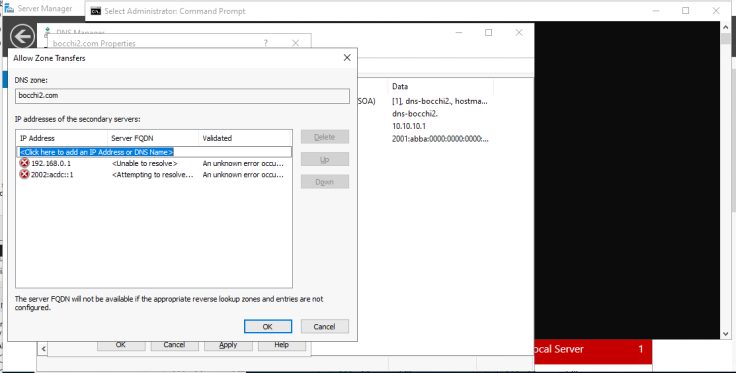 Server Manager
Select Administrator: Command Prompt
DNS Manager
bocchi2.com Properties
?
Allow Zone Transfers
DNS zone:
bocchi2.com
IP addresses of the secondary servers:
IP Address Server FQDN Validated
<Click here to add an IP Address or DNS Name>
192.168.0.1 <Unable to resolve> An unknown error occu...
2002:acdc::1 <Attempting to resolve... An unknown error occu...
Delete
Up
Down
The server FQDN will not be available if the appropriate reverse lookup zones and entries are not
configured.
OK Cancel
Data
SOA) [1], dns-bocchi2., hostma...
dns-bocchi2.
10.10.10.1
2001:abba:0000:0000:0000:...
OK Cancel Apply Help
ocal Server 1